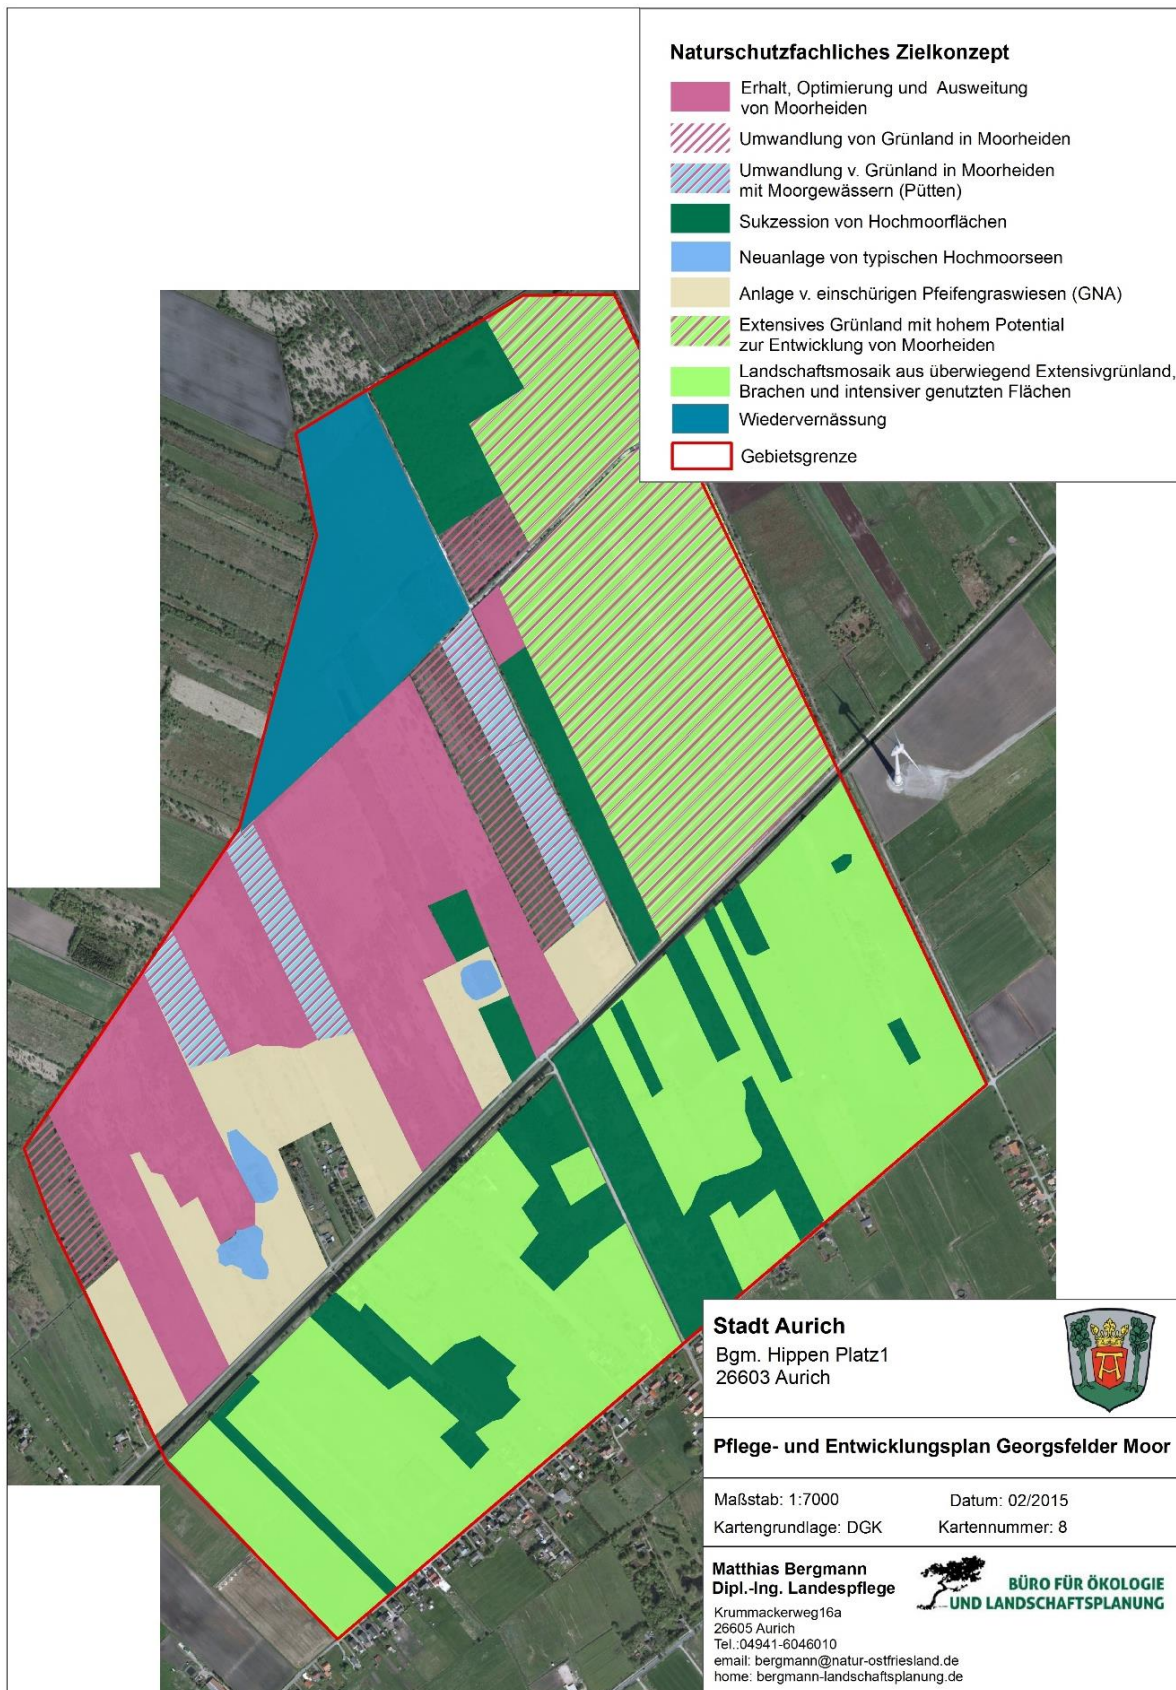 Naturschutzfachliches Zielkonzept
Erhalt, Optimierung und Ausweitung
von Moorheiden
Umwandlung von Grünland in Moorheiden
Umwandlung v. Grünland in Moorheiden
mit Moorgewässern (Pütten)
Sukzession von Hochmoorflächen
Neuanlage von typischen Hochmoorseen
Anlage v. einschürigen Pfeifengraswiesen (GNA)
Extensives Grünland mit hohem Potential
zur Entwicklung von Moorheiden
Landschaftsmosaik aus überwiegend Extensivgrünland,
Brachen und intensiver genutzten Flächen
Wiedervernässung
Gebietsgrenze
Stadt Aurich
Bgm. Hippen Platz1
26603 Aurich
Pflege- und Entwicklungsplan Georgsfelder Moor
Maßstab: 1:7000 Datum: 02/2015
Kartengrundlage: DGK Kartennummer: 8
Matthias Bergmann
Dipl.-Ing. Landespflege
Krummackerweg16a
26605 Aurich
Tel.:04941-6046010
email: bergmann@natur-ostfriesland.de
home: bergmann-landschaftsplanung.de
BÜRO FÜR ÖKOLOGIE
UND LANDSCHAFTSPLANUNG